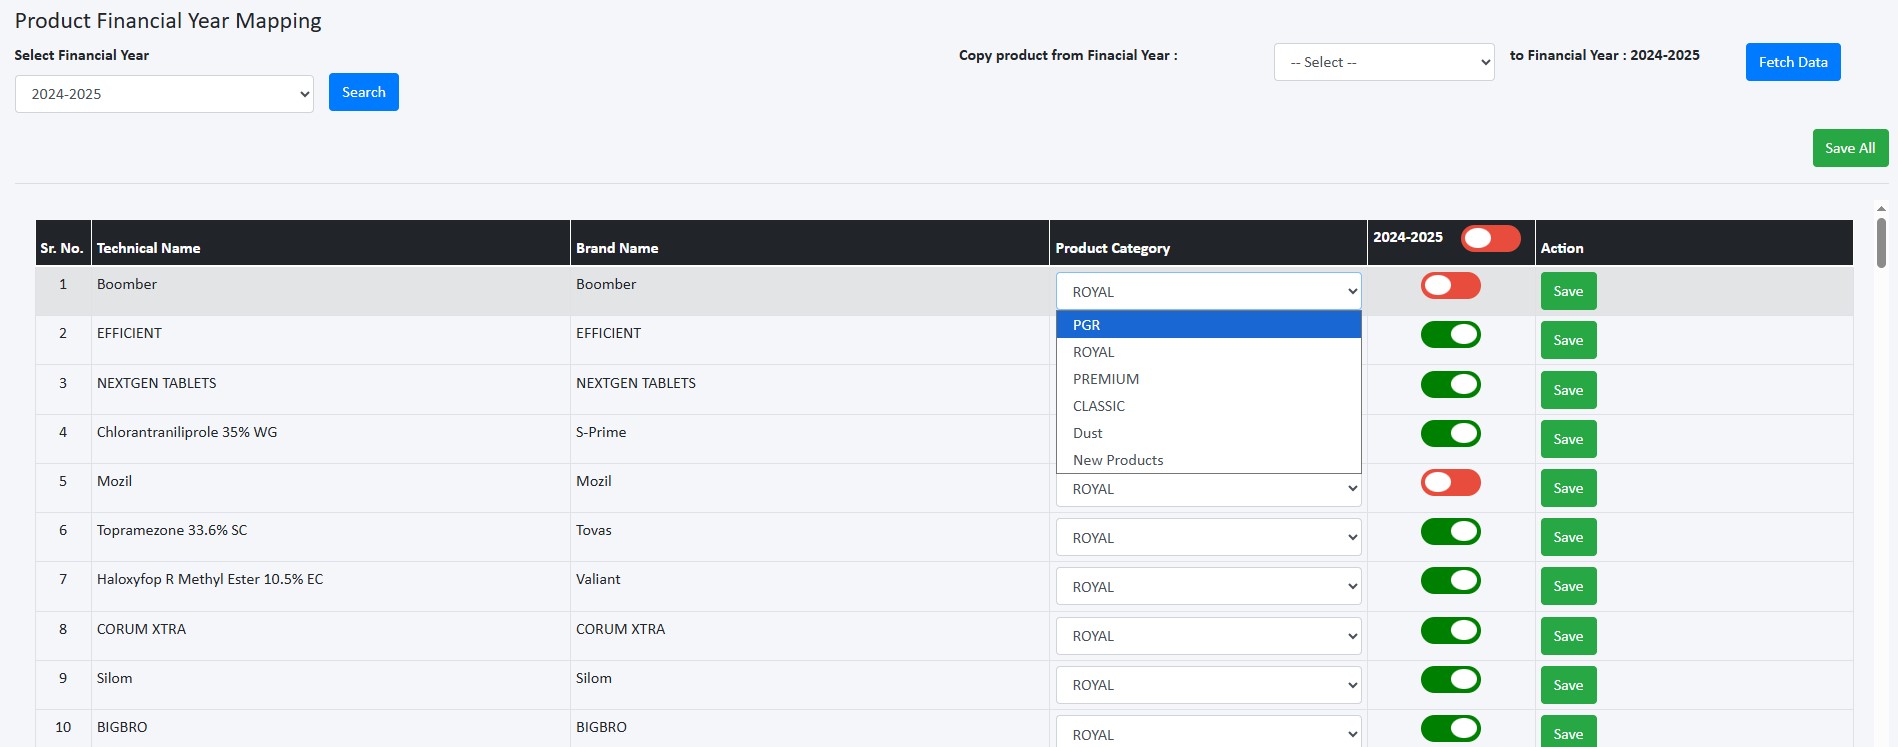 Product Financial Year Mapping
Select Financial Year
Copy product from Finacial Year :
-- Select --
to Financial Year : 2024-2025
Fetch Data
2024-2025
Search
Save All
Sr. No. Technical Name Brand Name Product Category 2024-2025 Action
1 Boomber Boomber ROYAL Save
PGR
2 EFFICIENT EFFICIENT Save
ROYAL
PREMIUM
3 NEXTGEN TABLETS NEXTGEN TABLETS Save
CLASSIC
4 Chlorantraniliprole 35% WG S-Prime Save
Dust
New Products
5 Mozil Mozil ROYAL Save
6 Topramezone 33.6% SC Tovas ROYAL Save
7 Haloxyfop R Methyl Ester 10.5% EC Valiant ROYAL Save
8 CORUM XTRA CORUM XTRA ROYAL Save
9 Silom Silom ROYAL Save
10 BIGBRO BIGBRO ROYAL Save